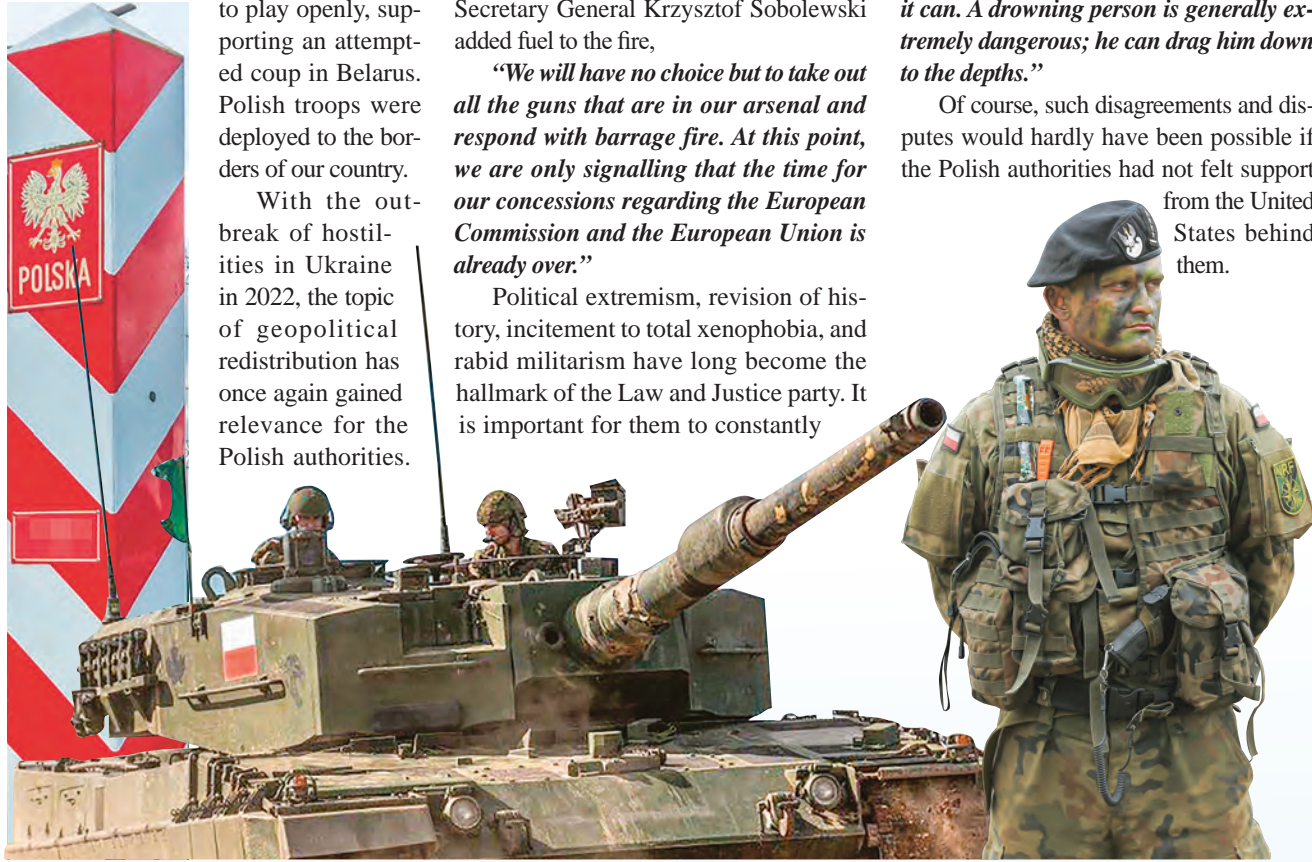 to play openly, sup-
porting an attempt-
ed coup in Belarus.
Polish troops were
deployed to the bor-
ders of our country.
With the out-
break of hostil-
ities in Ukraine
in 2022, the topic
of geopolitical
redistribution has
once again gained
relevance for the
Polish authorities.
Secretary General Krzysztof Sobolewski
added fuel to the fire,
“We will have no choice but to take out
all the guns that are in our arsenal and
respond with barrage fire. At this point,
we are only signalling that the time for
our concessions regarding the European
Commission and the European Union is
already over.”
Political extremism, revision of his-
tory, incitement to total xenophobia, and
rabid militarism have long become the
hallmark of the Law and Justice party. It
is important for them to constantly
it can. A drowning person is generally ex-
tremely dangerous; he can drag him down
to the depths.”
Of course, such disagreements and dis-
putes would hardly have been possible if
the Polish authorities had not felt support
from the United
States behind
them.
POLSKA
NRF